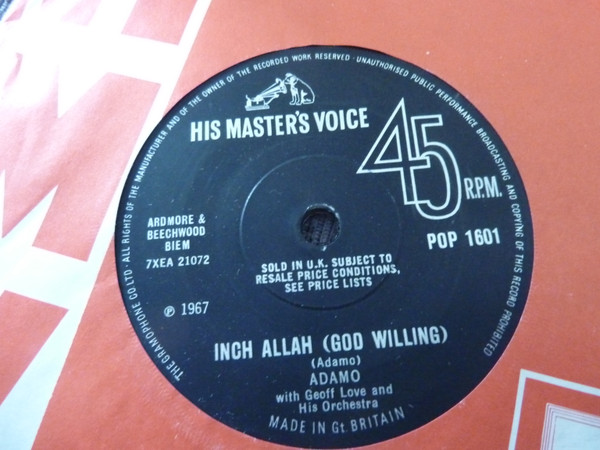 THE GRAMOPHONE CO LTD · ALL RIGHTS OF THE MANUFACTURER AND OF THE OWNER OF THE RECORDED WORK RESERVED · UNAUTHORISED PUBLIC PERFORMANCE BROADCASTING AND COPYING OF THIS RECORD PROHIBITED
HIS MASTER'S VOICE
45
R.P.M.
ARDMORE &
BEECHWOOD
BIEM
7XEA 21072
POP 1601
SOLD IN U.K. SUBJECT TO
RESALE PRICE CONDITIONS,
SEE PRICE LISTS
℗ 1967
INCH ALLAH (GOD WILLING)
(Adamo)
ADAMO
with Geoff Love and
His Orchestra
MADE IN Gt. BRITAIN